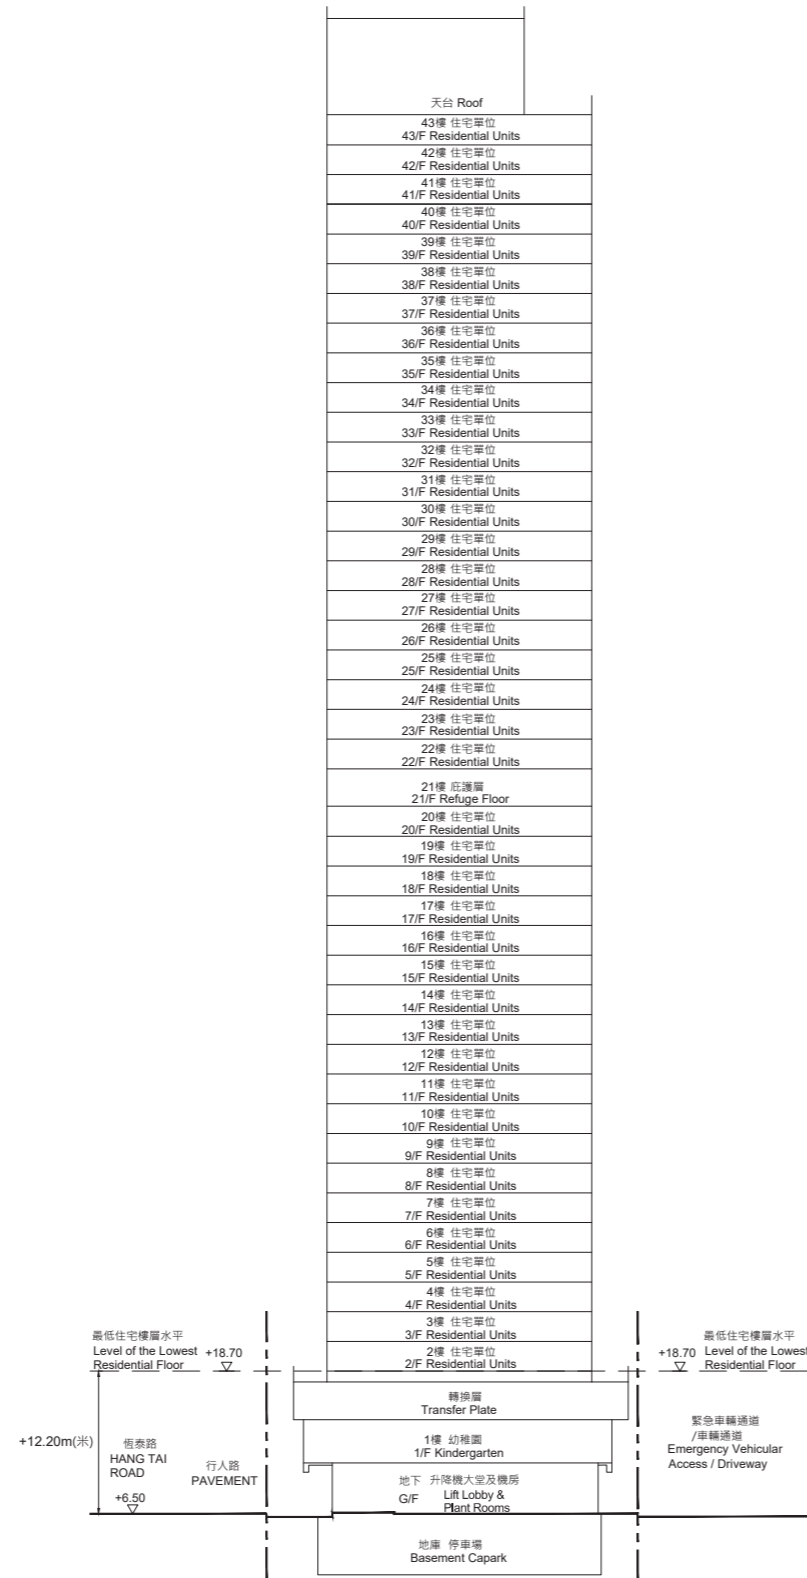 天台 Roof
43樓 住宅單位
43/F Residential Units
42樓 住宅單位
42/F Residential Units
41樓 住宅單位
41/F Residential Units
40樓 住宅單位
40/F Residential Units
39樓 住宅單位
39/F Residential Units
38樓 住宅單位
38/F Residential Units
37樓 住宅單位
37/F Residential Units
36樓 住宅單位
36/F Residential Units
35樓 住宅單位
35/F Residential Units
34樓 住宅單位
34/F Residential Units
33樓 住宅單位
33/F Residential Units
32樓 住宅單位
32/F Residential Units
31樓 住宅單位
31/F Residential Units
30樓 住宅單位
30/F Residential Units
29樓 住宅單位
29/F Residential Units
28樓 住宅單位
28/F Residential Units
27樓 住宅單位
27/F Residential Units
26樓 住宅單位
26/F Residential Units
25樓 住宅單位
25/F Residential Units
24樓 住宅單位
24/F Residential Units
23樓 住宅單位
23/F Residential Units
22樓 住宅單位
22/F Residential Units
21樓 庇護層
21/F Refuge Floor
20樓 住宅單位
20/F Residential Units
19樓 住宅單位
19/F Residential Units
18樓 住宅單位
18/F Residential Units
17樓 住宅單位
17/F Residential Units
16樓 住宅單位
16/F Residential Units
15樓 住宅單位
15/F Residential Units
14樓 住宅單位
14/F Residential Units
13樓 住宅單位
13/F Residential Units
12樓 住宅單位
12/F Residential Units
11樓 住宅單位
11/F Residential Units
10樓 住宅單位
10/F Residential Units
9樓 住宅單位
9/F Residential Units
8樓 住宅單位
8/F Residential Units
7樓 住宅單位
7/F Residential Units
6樓 住宅單位
6/F Residential Units
5樓 住宅單位
5/F Residential Units
4樓 住宅單位
4/F Residential Units
3樓 住宅單位
3/F Residential Units
2樓 住宅單位
2/F Residential Units
最低住宅樓層水平
Level of the Lowest
Residential Floor
+18.70
+18.70
最低住宅樓層水平
Level of the Lowest
Residential Floor
轉換層
Transfer Plate
1樓 幼稚園
1/F Kindergarten
地下 升降機大堂及機房
G/F Lift Lobby &
Plant Rooms
地庫 停車場
Basement Capark
+12.20m(米)
恆泰路
HANG TAI
ROAD
+6.50
行人路
PAVEMENT
緊急車輛通道
/車輛通道
Emergency Vehicular
Access / Driveway